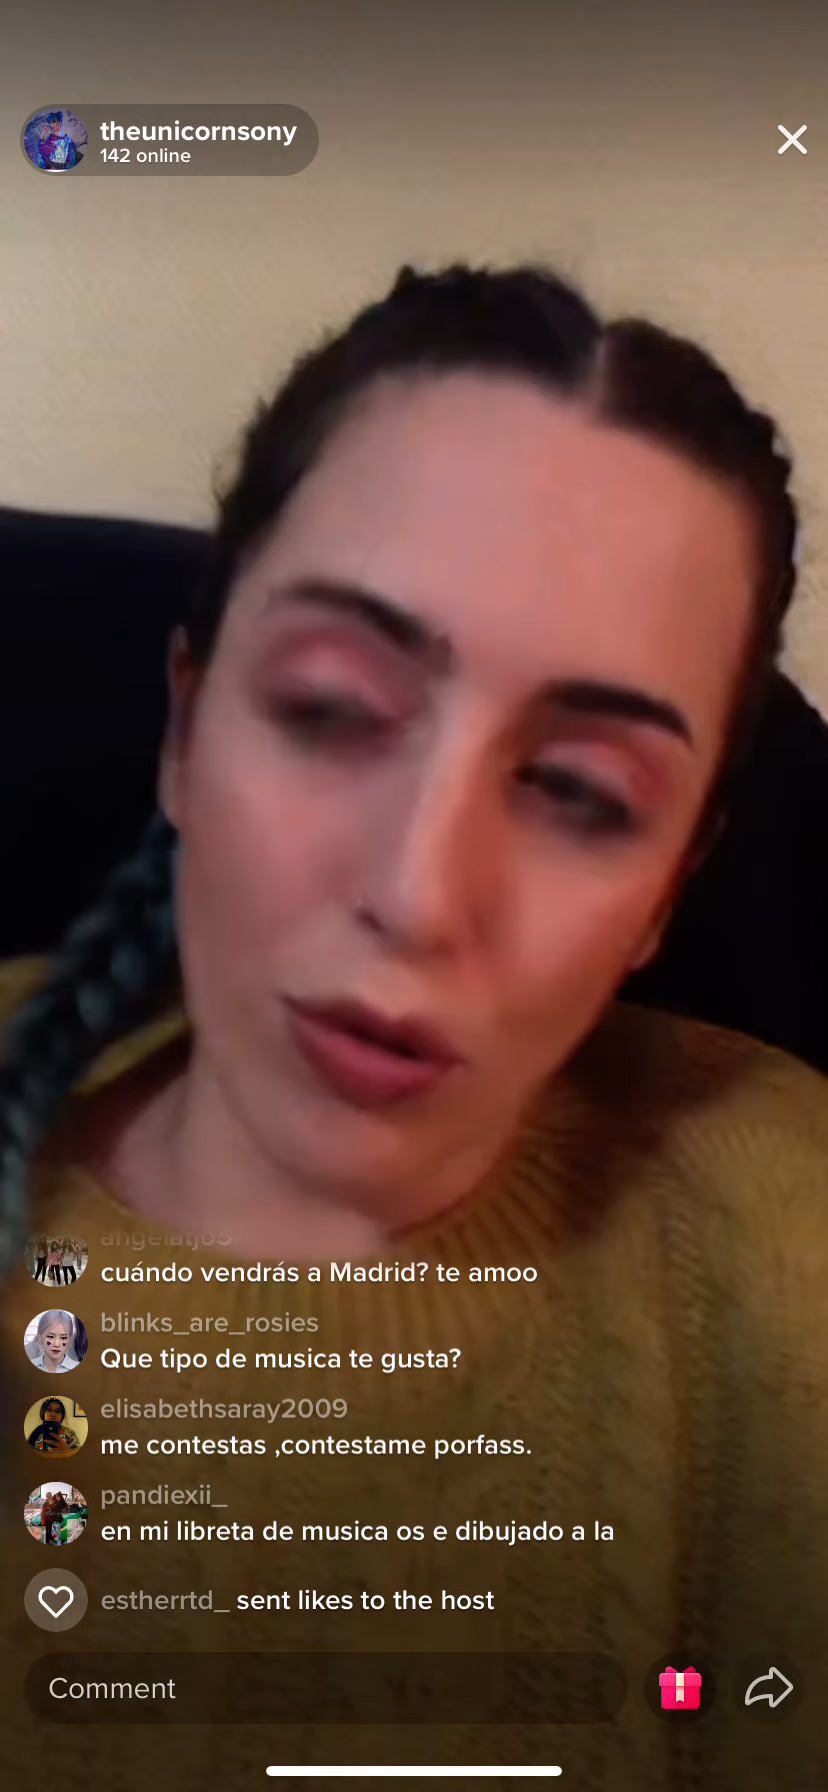 theunicornsony
142 online
angelatjo5
cuándo vendrás a Madrid? te amoo
blinks_are_rosies
Que tipo de musica te gusta?
elisabethsaray2009
me contestas ,contestame porfass.
pandiexii_
en mi libreta de musica os e dibujado a la
estherrtd_ sent likes to the host
Comment